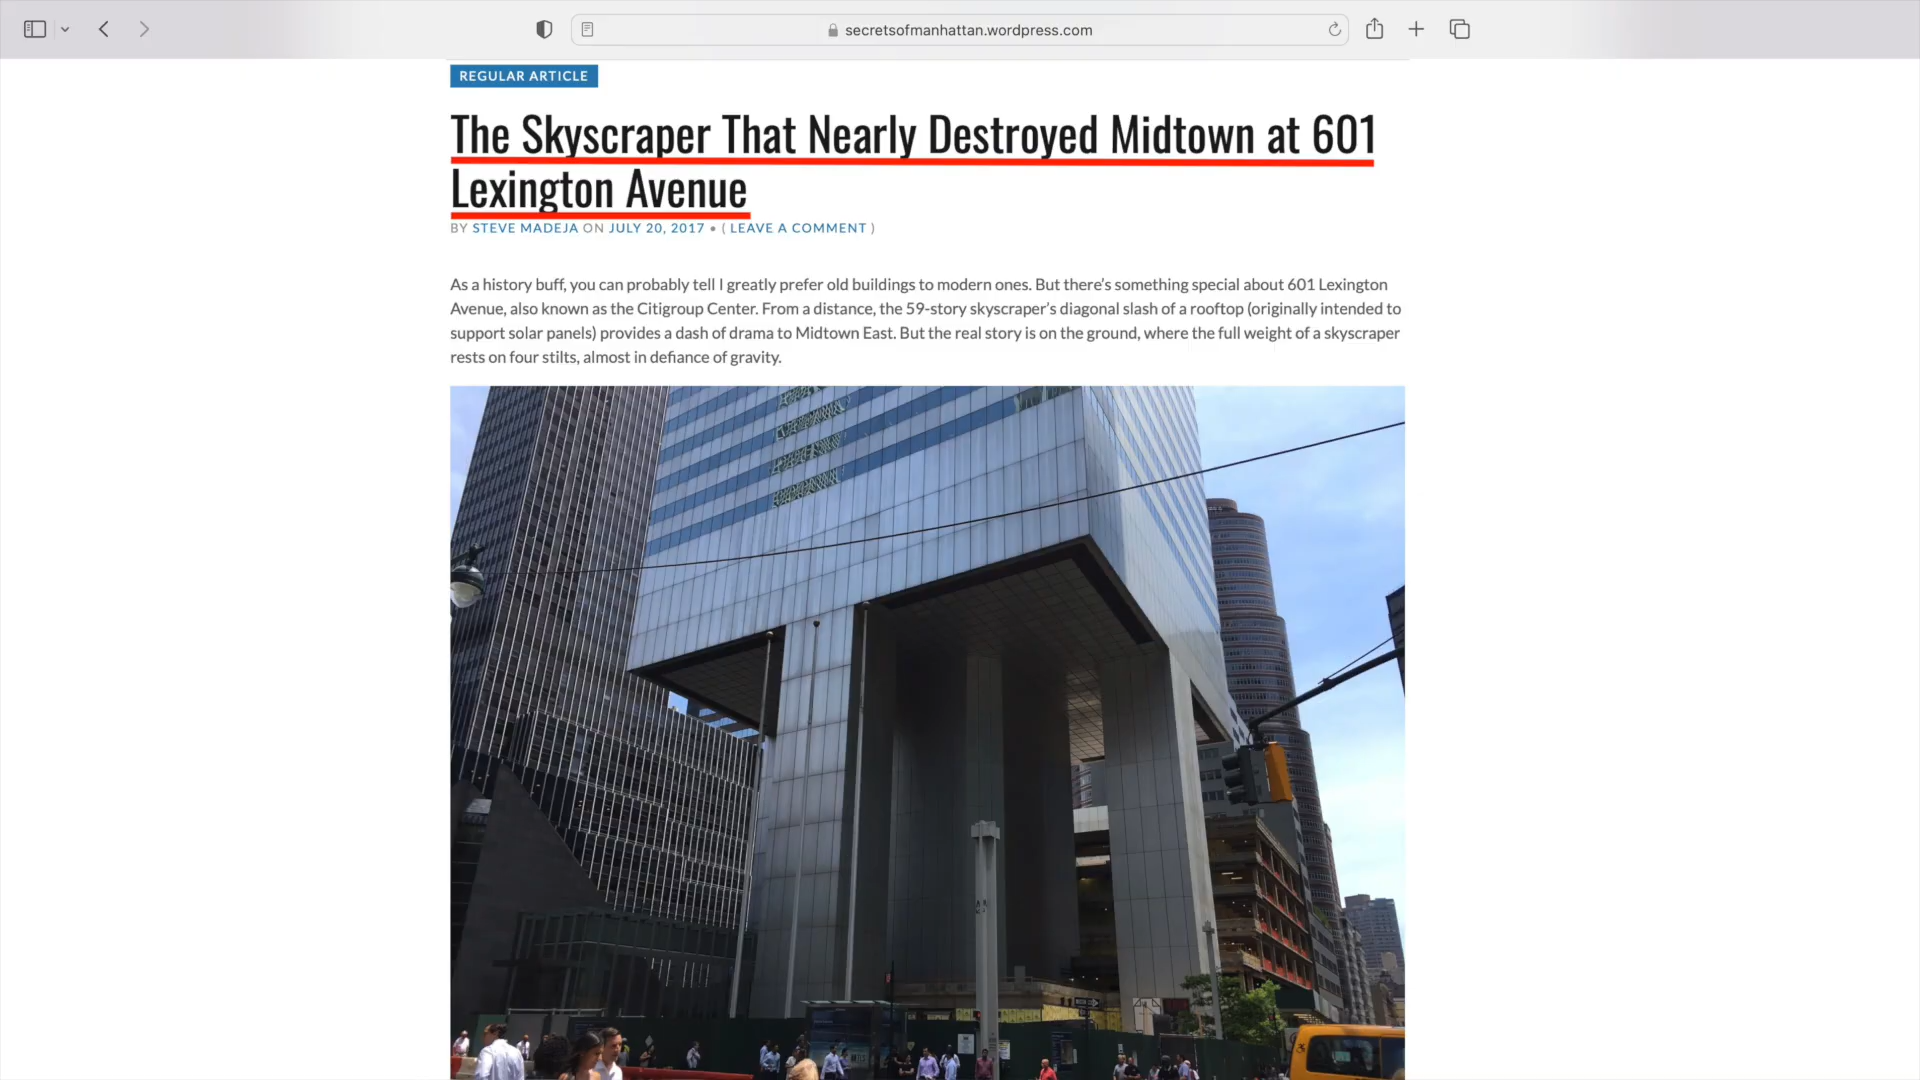 secretsofmanhattan.wordpress.com
REGULAR ARTICLE
The Skyscraper That Nearly Destroyed Midtown at 601
Lexington Avenue
BY STEVE MADEJA ON JULY 20, 2017 • ( LEAVE A COMMENT )
As a history buff, you can probably tell I greatly prefer old buildings to modern ones. But there’s something special about 601 Lexington
Avenue, also known as the Citigroup Center. From a distance, the 59-story skyscraper’s diagonal slash of a rooftop (originally intended to
support solar panels) provides a dash of drama to Midtown East. But the real story is on the ground, where the full weight of a skyscraper
rests on four stilts, almost in defiance of gravity.